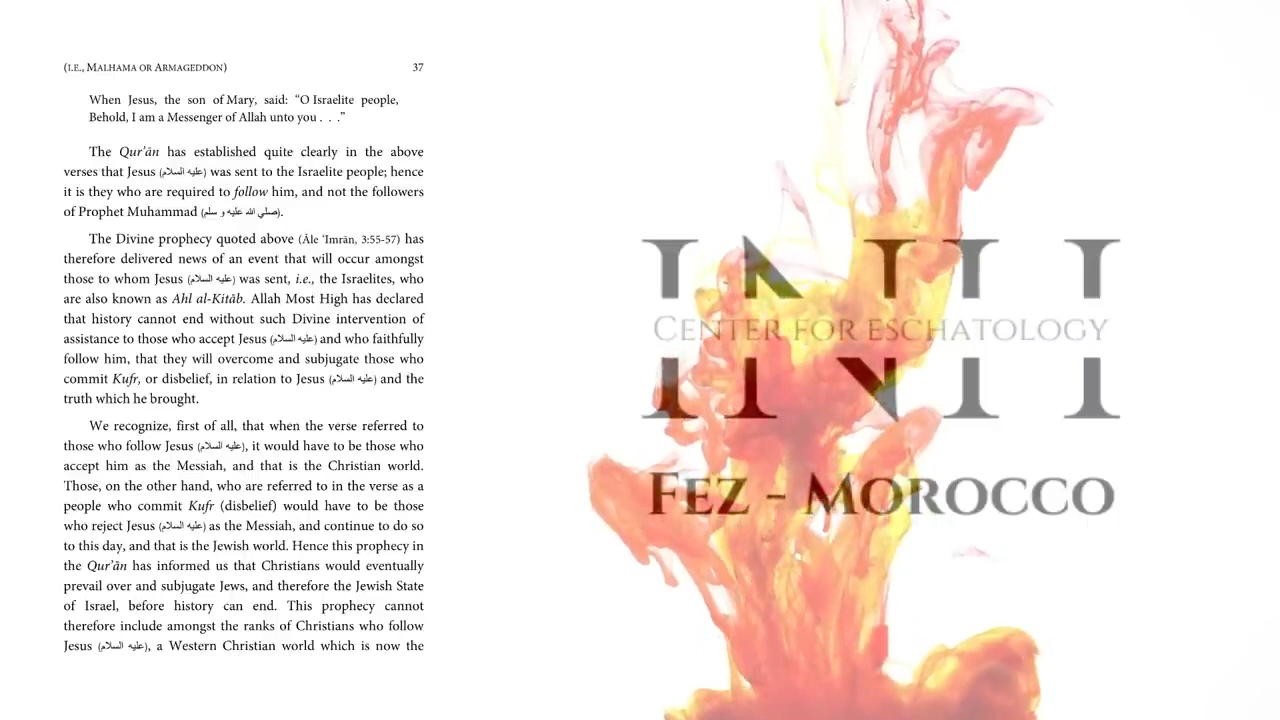 (I.E., MALHAMA OR ARMAGEDDON) 37
When Jesus, the son of Mary, said: “O Israelite people,
Behold, I am a Messenger of Allah unto you . . .”
The Qur’ān has established quite clearly in the above
verses that Jesus (عليه السلام) was sent to the Israelite people; hence
it is they who are required to follow him, and not the followers
of Prophet Muhammad (صلي الله عليه و سلم).
The Divine prophecy quoted above (Āle ‘Imrān, 3:55-57) has
therefore delivered news of an event that will occur amongst
those to whom Jesus (عليه السلام) was sent, i.e., the Israelites, who
are also known as Ahl al-Kitāb. Allah Most High has declared
that history cannot end without such Divine intervention of
assistance to those who accept Jesus (عليه السلام) and who faithfully
follow him, that they will overcome and subjugate those who
commit Kufr, or disbelief, in relation to Jesus (عليه السلام) and the
truth which he brought.
We recognize, first of all, that when the verse referred to
those who follow Jesus (عليه السلام), it would have to be those who
accept him as the Messiah, and that is the Christian world.
Those, on the other hand, who are referred to in the verse as a
people who commit Kufr (disbelief) would have to be those
who reject Jesus (عليه السلام) as the Messiah, and continue to do so
to this day, and that is the Jewish world. Hence this prophecy in
the Qur’ān has informed us that Christians would eventually
prevail over and subjugate Jews, and therefore the Jewish State
of Israel, before history can end. This prophecy cannot
therefore include amongst the ranks of Christians who follow
Jesus (عليه السلام), a Western Christian world which is now the
INH
CENTER FOR ESCHATOLOGY
FEZ - MOROCCO